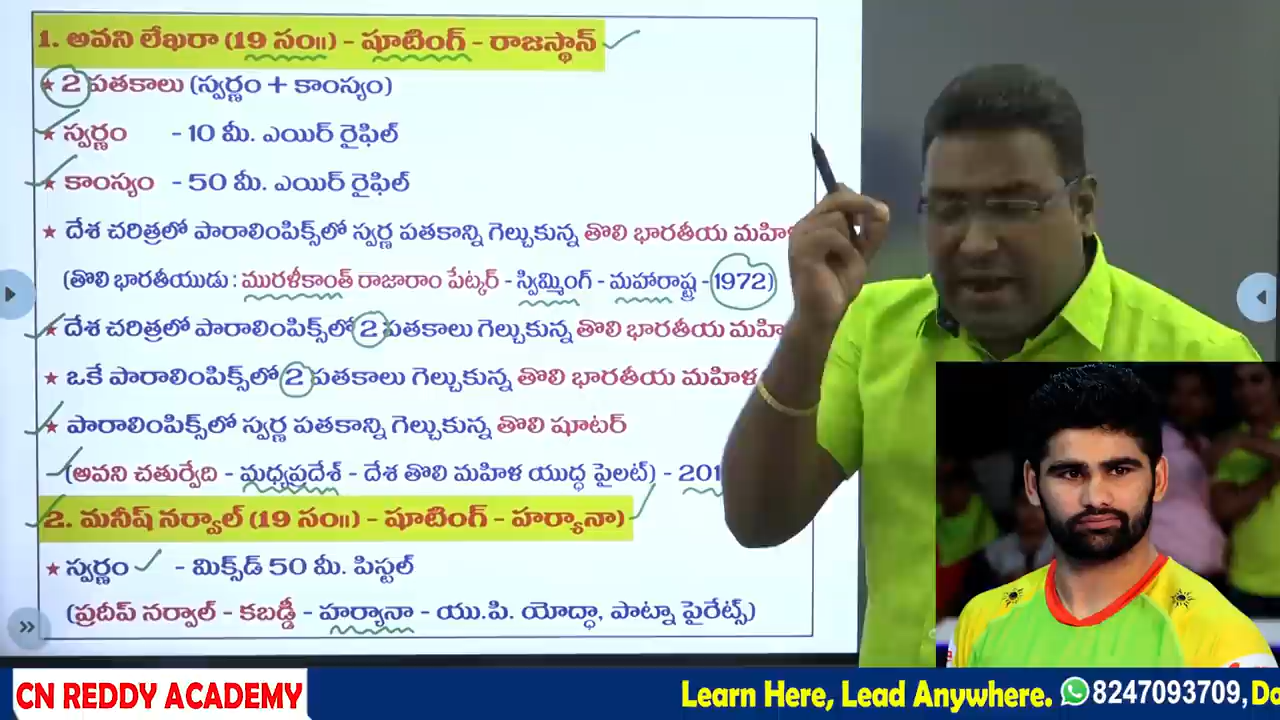 1. అవని లేఖరా (19 సం॥) - షూటింగ్ - రాజస్థాన్
★ 2 పతకాలు (స్వర్ణం + కాంస్యం)
★ స్వర్ణం - 10 మీ. ఎయిర్ రైఫిల్
★ కాంస్యం - 50 మీ. ఎయిర్ రైఫిల్
★ దేశ చరిత్రలో పారాలింపిక్స్‌లో స్వర్ణ పతకాన్ని గెల్చుకున్న తొలి భారతీయ
(తొలి భారతీయుడు : మురళీకాంత్ రాజారాం పేట్కర్ - స్విమ్మింగ్ - మహారాష్ట్ర - 1972)
★ దేశ చరిత్రలో పారాలింపిక్స్‌లో 2 పతకాలు గెల్చుకున్న తొలి భారతీయ
★ ఒకే పారాలింపిక్స్‌లో 2 పతకాలు గెల్చుకున్న తొలి భారతీయ మహిళ
★ పారాలింపిక్స్‌లో స్వర్ణ పతకాన్ని గెల్చుకున్న తొలి షూటర్
(అవని చతుర్వేది - మధ్యప్రదేశ్ - దేశ తొలి మహిళ యుద్ధ పైలట్) - 201
2. మనీష్ నర్వాల్ (19 సం॥) - షూటింగ్ - హర్యానా)
★ స్వర్ణం - మిక్స్‌డ్ 50 మీ. పిస్టల్
(ప్రదీప్ నర్వాల్ - కబడ్డీ - హర్యానా - యు.పి. యోద్ధా, పాట్నా పైరేట్స్)
CN REDDY ACADEMY
Learn Here, Lead Anywhere. 8247093709, Do